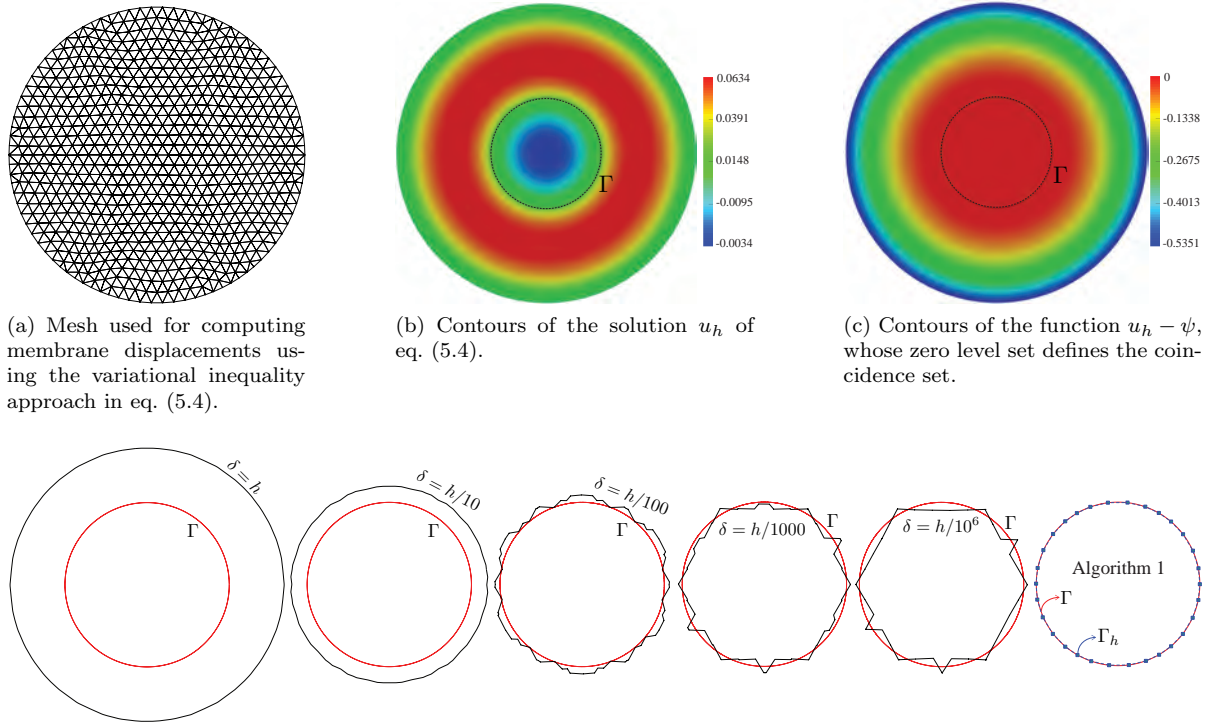 0.0634
0.0391
0.0148
-0.0095
-0.0034
Γ
0
-0.1338
-0.2675
-0.4013
-0.5351
Γ
(a) Mesh used for computing
membrane displacements us-
ing the variational inequality
approach in eq. (5.4).
(b) Contours of the solution u_h of
eq. (5.4).
(c) Contours of the function u_h − ψ,
whose zero level set defines the coin-
cidence set.
δ = h
Γ
δ = h/10
Γ
δ = h/100
Γ
δ = h/1000
Γ
δ = h/10⁶
Γ
Algorithm 1
Γ
Γ_h